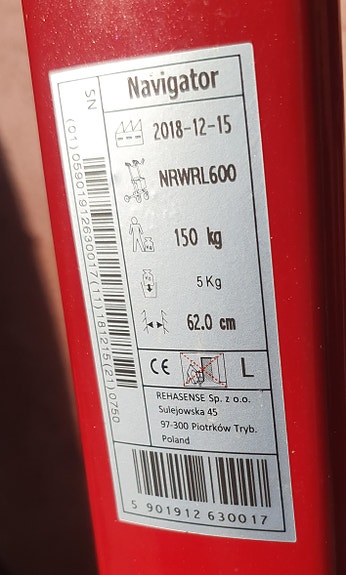 Navigator
2018-12-15
NRWRL600
150 kg
5 Kg
62.0 cm
CE L
REHASENSE Sp. z o.o.
Sulejowska 45
97-300 Piotrków Tryb.
Poland
5 901912 630017
SN
(01)05901912630017(11)181215(21)0750